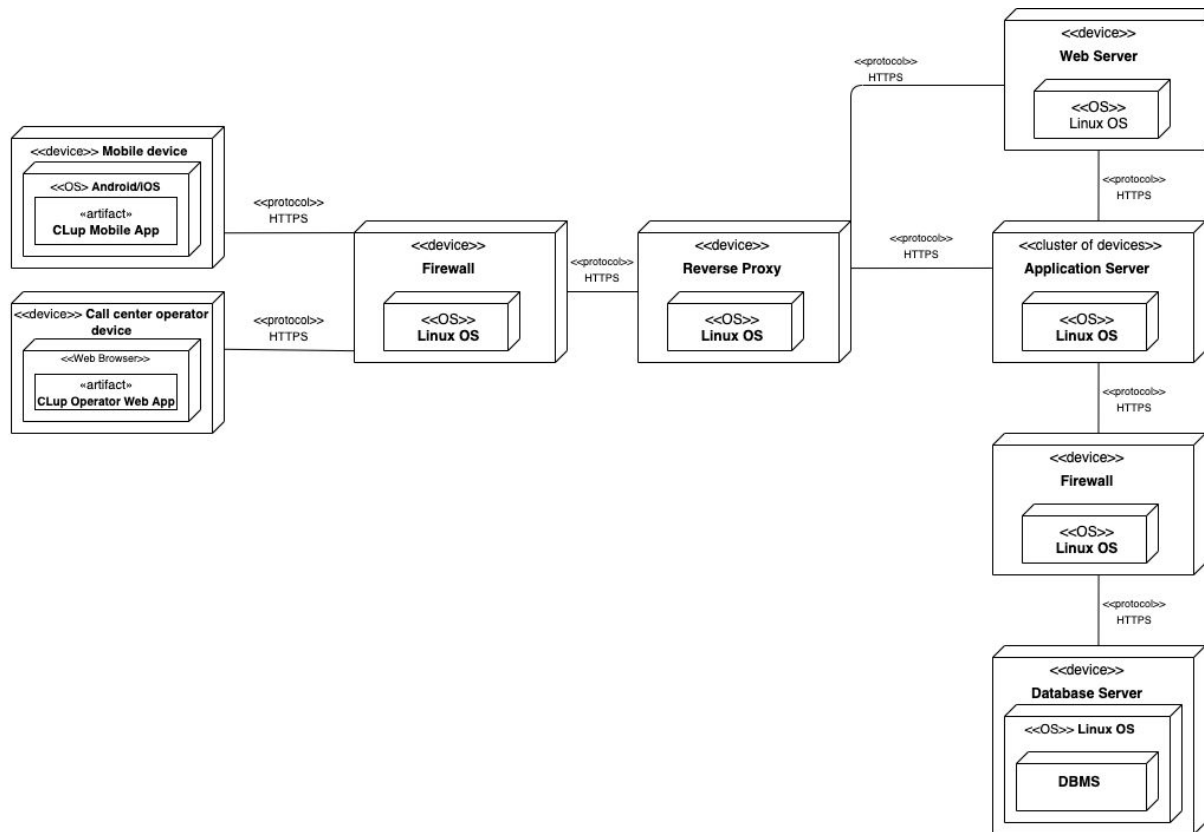 <<device>> Mobile device
<<OS> Android/IOS
«artifact»
CLup Mobile App
<<protocol>>
HTTPS
<<device>> Call center operator
device
<<Web Browser>>
«artifact»
CLup Operator Web App
<<protocol>>
HTTPS
<<device>>
Firewall
<<OS>>
Linux OS
<<protocol>>
HTTPS
<<device>>
Reverse Proxy
<<OS>>
Linux OS
<<protocol>>
HTTPS
<<protocol>>
HTTPS
<<device>>
Web Server
<<OS>>
Linux OS
<<protocol>>
HTTPS
<<cluster of devices>>
Application Server
<<OS>>
Linux OS
<<protocol>>
HTTPS
<<device>>
Firewall
<<OS>>
Linux OS
<<protocol>>
HTTPS
<<device>>
Database Server
<<OS>> Linux OS
DBMS